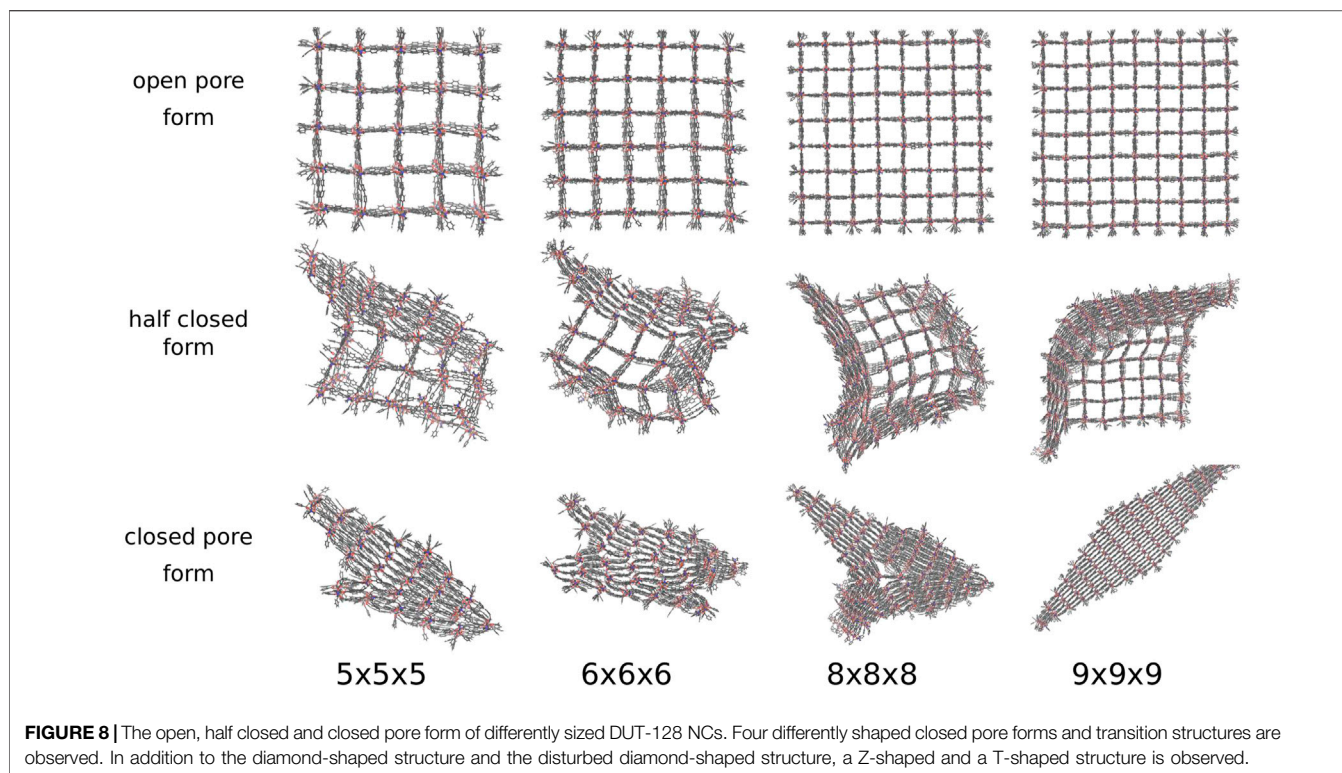 open pore
form
half closed
form
closed pore
form
5x5x5 6x6x6 8x8x8 9x9x9
FIGURE 8 | The open, half closed and closed pore form of differently sized DUT-128 NCs. Four differently shaped closed pore forms and transition structures are
observed. In addition to the diamond-shaped structure and the disturbed diamond-shaped structure, a Z-shaped and a T-shaped structure is observed.